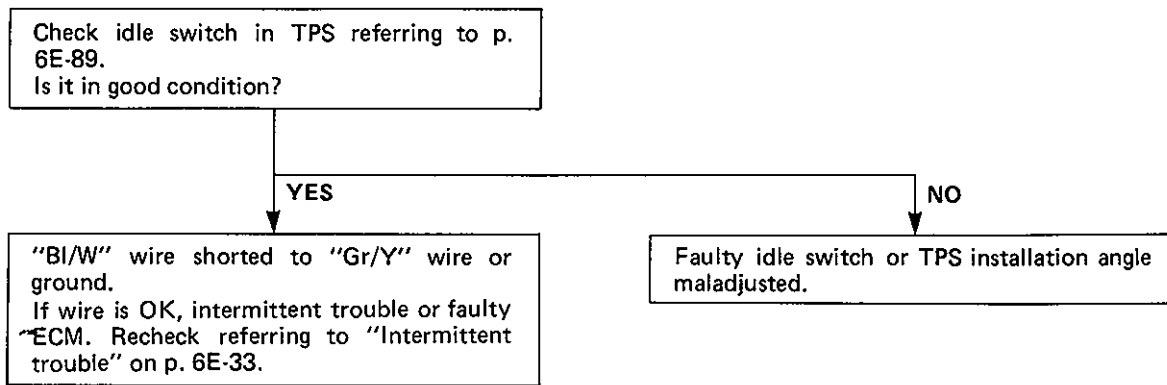 Check idle switch in TPS referring to p.
6E-89.
Is it in good condition?
YES
NO
"Bl/W" wire shorted to "Gr/Y" wire or
ground.
If wire is OK, intermittent trouble or faulty
ECM. Recheck referring to "Intermittent
trouble" on p. 6E-33.
Faulty idle switch or TPS installation angle
maladjusted.